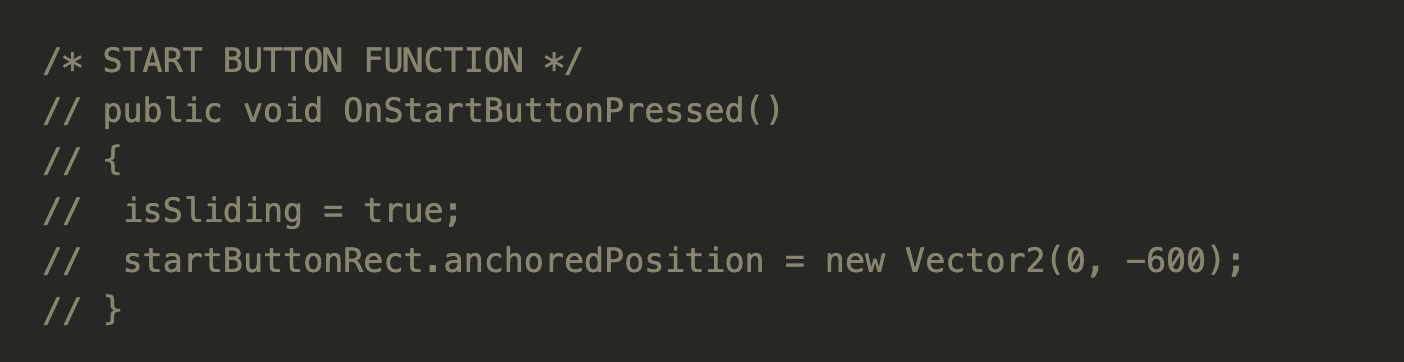 /* START BUTTON FUNCTION */
// public void OnStartButtonPressed()
// {
//  isSliding = true;
//  startButtonRect.anchoredPosition = new Vector2(0, -600);
// }